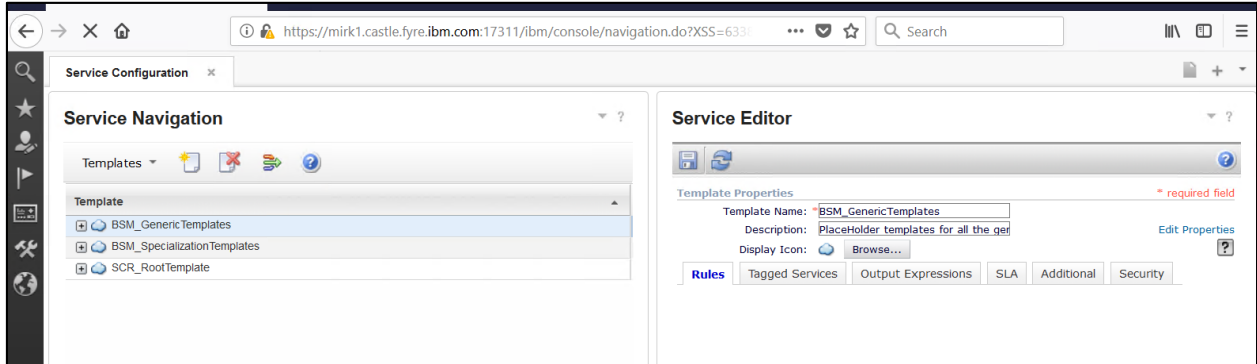 https://mirk1.castle.fyre.ibm.com:17311/ibm/console/navigation.do?XSS=633
Search
Service Configuration
Service Navigation
?
Service Editor
?
Templates
?
?
Template
Template Properties
* required field
BSM_GenericTemplates
Template Name: *BSM_GenericTemplates
BSM_SpecializationTemplates
Description: PlaceHolder templates for all the ger
Edit Properties
SCR_RootTemplate
Display Icon: Browse...
?
Rules Tagged Services Output Expressions SLA Additional Security